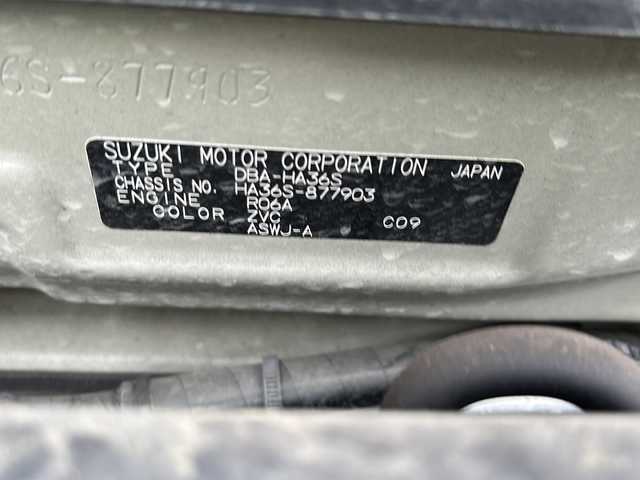 6S-877903
SUZUKI MOTOR CORPORATION JAPAN
TYPE DBA-HA36S
CHASSIS NO. HA36S-877903
ENGINE R06A
COLOR ZVC C09
ASWJ-A